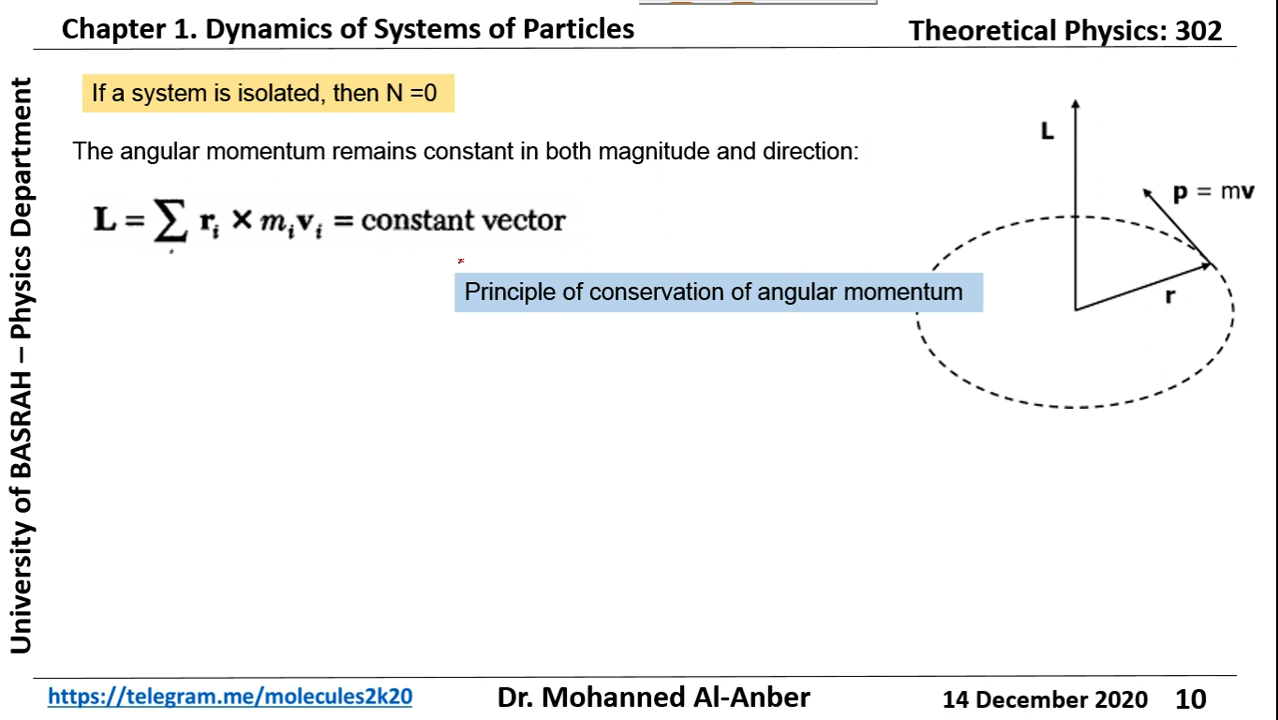 Chapter 1. Dynamics of Systems of Particles
Theoretical Physics: 302
University of BASRAH – Physics Department
If a system is isolated, then N =0
The angular momentum remains constant in both magnitude and direction:
L = ∑ rᵢ × mᵢvᵢ = constant vector
i
Principle of conservation of angular momentum
L
p = mv
r
https://telegram.me/molecules2k20
Dr. Mohanned Al-Anber
14 December 2020
10